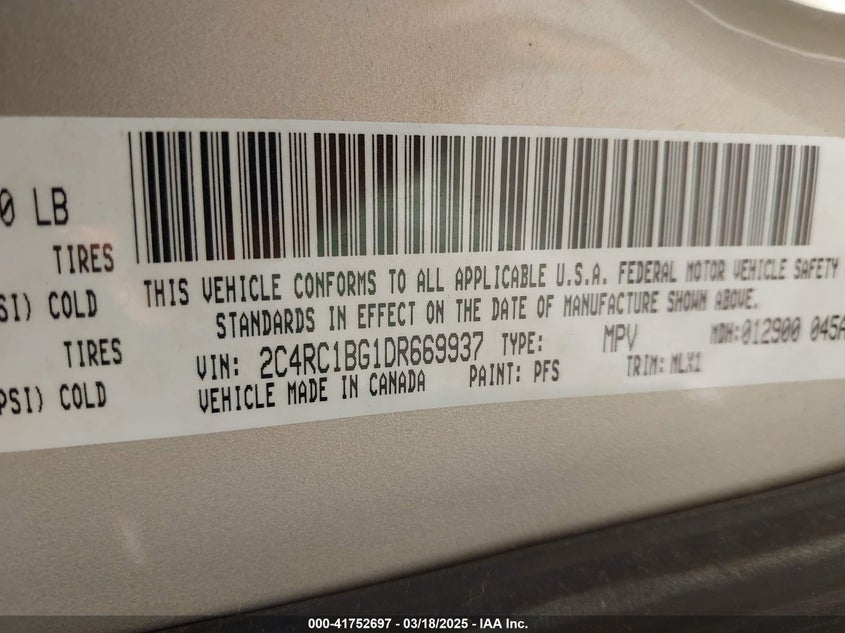 0 LB
TIRES
SI) COLD
TIRES
PSI) COLD
THIS VEHICLE CONFORMS TO ALL APPLICABLE U.S.A. FEDERAL MOTOR VEHICLE SAFETY
STANDARDS IN EFFECT ON THE DATE OF MANUFACTURE SHOWN ABOVE.
VIN: 2C4RC1BG1DR669937 TYPE: MPV MDH:012900 045A
VEHICLE MADE IN CANADA PAINT: PFS TRIM: MLX1
000-41752697 - 03/18/2025 - IAA Inc.